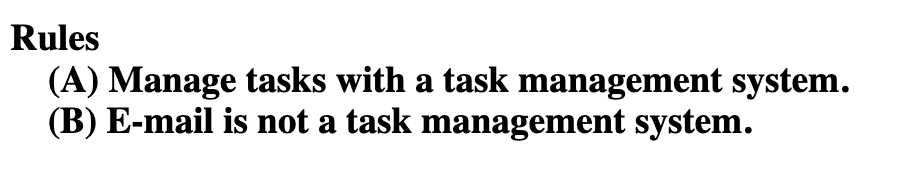 Rules
(A) Manage tasks with a task management system.
(B) E-mail is not a task management system.